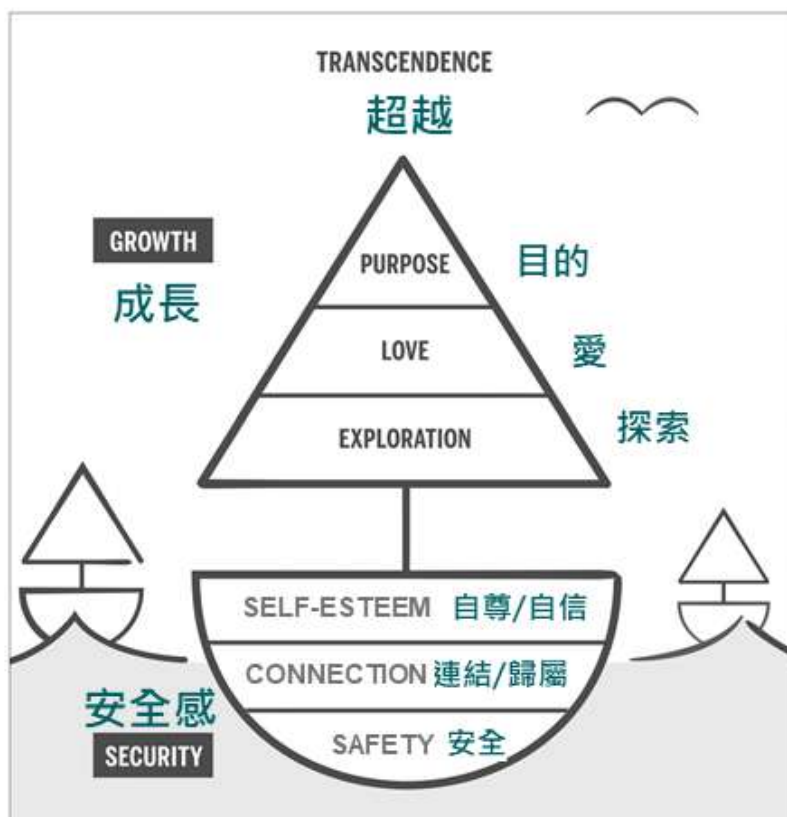 TRANSCENDENCE
超越
GROWTH
成長
PURPOSE 目的
LOVE 愛
EXPLORATION 探索
SELF-ESTEEM 自尊/自信
CONNECTION 連結/歸屬
安全感
SAFETY 安全
SECURITY